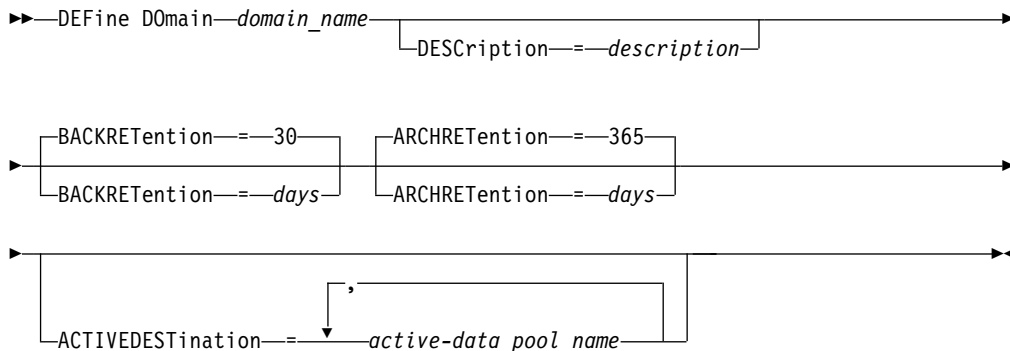 DEFine DOmain domain_name
DESCription = description
BACKRETention = 30 ARCHRETention = 365
BACKRETention = days ARCHRETention = days
,
ACTIVEDESTination = active-data pool name